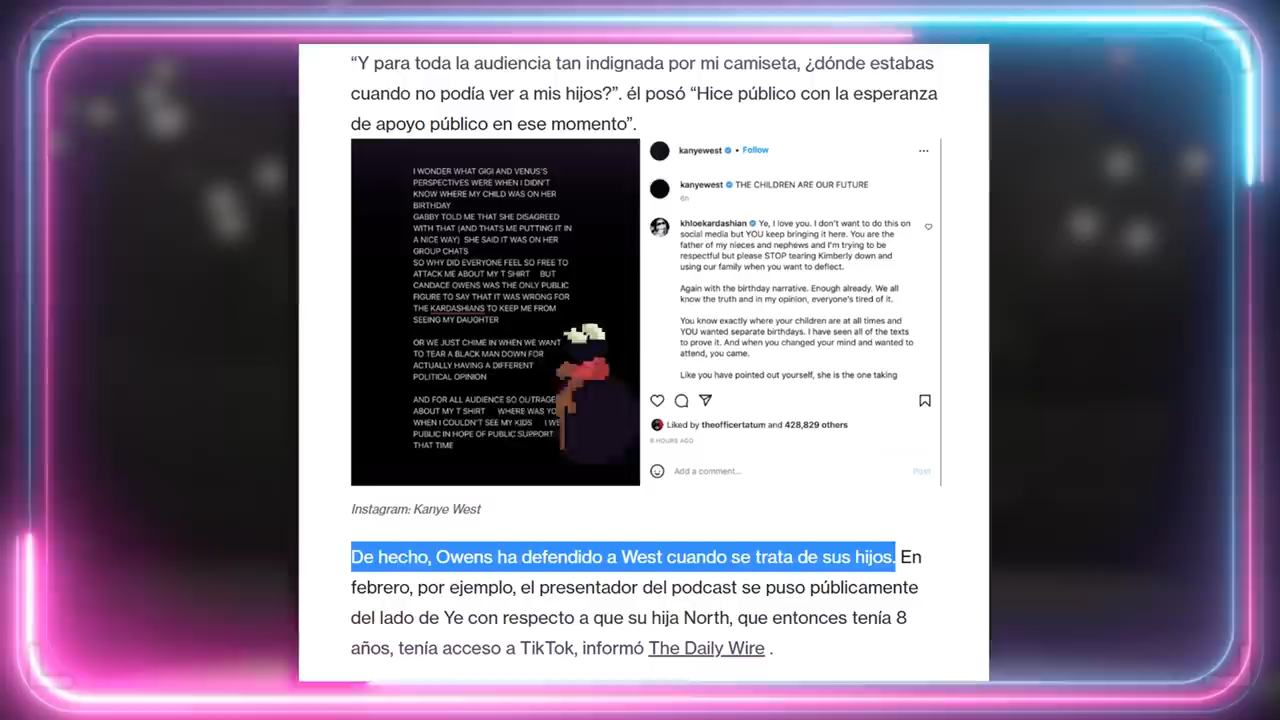 “Y para toda la audiencia tan indignada por mi camiseta, ¿dónde estabas
cuando no podía ver a mis hijos?”. él posó “Hice público con la esperanza
de apoyo público en ese momento”.
I WONDER WHAT GIGI AND VENUS'S
PERSPECTIVES WERE WHEN I DIDN'T
KNOW WHERE MY CHILD WAS ON HER
BIRTHDAY
GABBY TOLD ME THAT SHE DISAGREED
WITH THAT (AND THATS ME PUTTING IT IN
A NICE WAY) SHE SAID IT WAS ON HER
GROUP CHATS
SO WHY DID EVERYONE FEEL SO FREE TO
ATTACK ME ABOUT MY T SHIRT BUT
CANDACE OWENS WAS THE ONLY PUBLIC
FIGURE TO SAY THAT IT WAS WRONG FOR
THE KARDASHIANS TO KEEP ME FROM
SEEING MY DAUGHTER
OR WE JUST CHIME IN WHEN WE WANT
TO TEAR A BLACK MAN DOWN FOR
ACTUALLY HAVING A DIFFERENT
POLITICAL OPINION
AND FOR ALL AUDIENCE SO OUTRAGE
ABOUT MY T SHIRT WHERE WAS YO
WHEN I COULDN'T SEE MY KIDS I WE
PUBLIC IN HOPE OF PUBLIC SUPPORT
THAT TIME
kanyewest • Follow
kanyewest THE CHILDREN ARE OUR FUTURE
6h
khloekardashian Ye, I love you. I don't want to do this on
social media but YOU keep bringing it here. You are the
father of my nieces and nephews and I'm trying to be
respectful but please STOP tearing Kimberly down and
using our family when you want to deflect.
Again with the birthday narrative. Enough already. We all
know the truth and in my opinion, everyone's tired of it.
You know exactly where your children are at all times and
YOU wanted separate birthdays. I have seen all of the texts
to prove it. And when you changed your mind and wanted to
attend, you came.
Like you have pointed out yourself, she is the one taking
Liked by theofficertatum and 428,829 others
6 HOURS AGO
Add a comment...
Post
Instagram: Kanye West
De hecho, Owens ha defendido a West cuando se trata de sus hijos. En
febrero, por ejemplo, el presentador del podcast se puso públicamente
del lado de Ye con respecto a que su hija North, que entonces tenía 8
años, tenía acceso a TikTok, informó The Daily Wire .